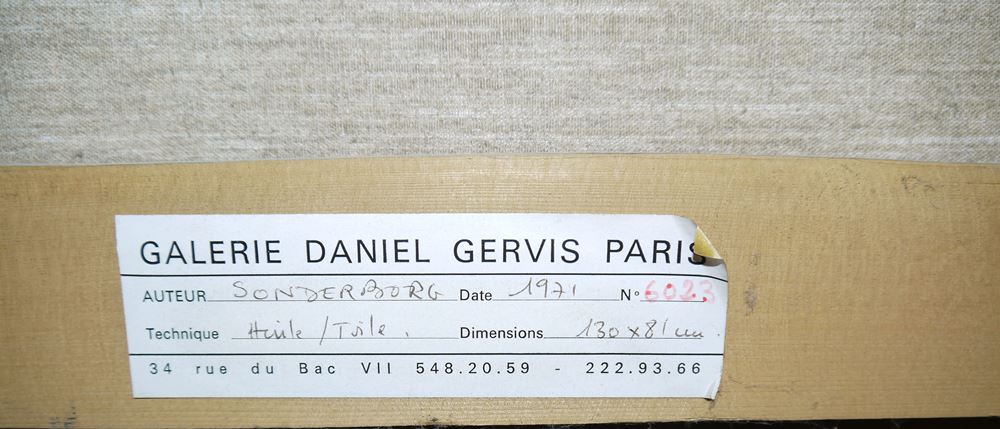 GALERIE DANIEL GERVIS PARIS
AUTEUR SONDERBORG Date 1971 N° 6023
Technique Huile / Toile. Dimensions 130 x 81 cm
34 rue du Bac VII 548.20.59 - 222.93.66